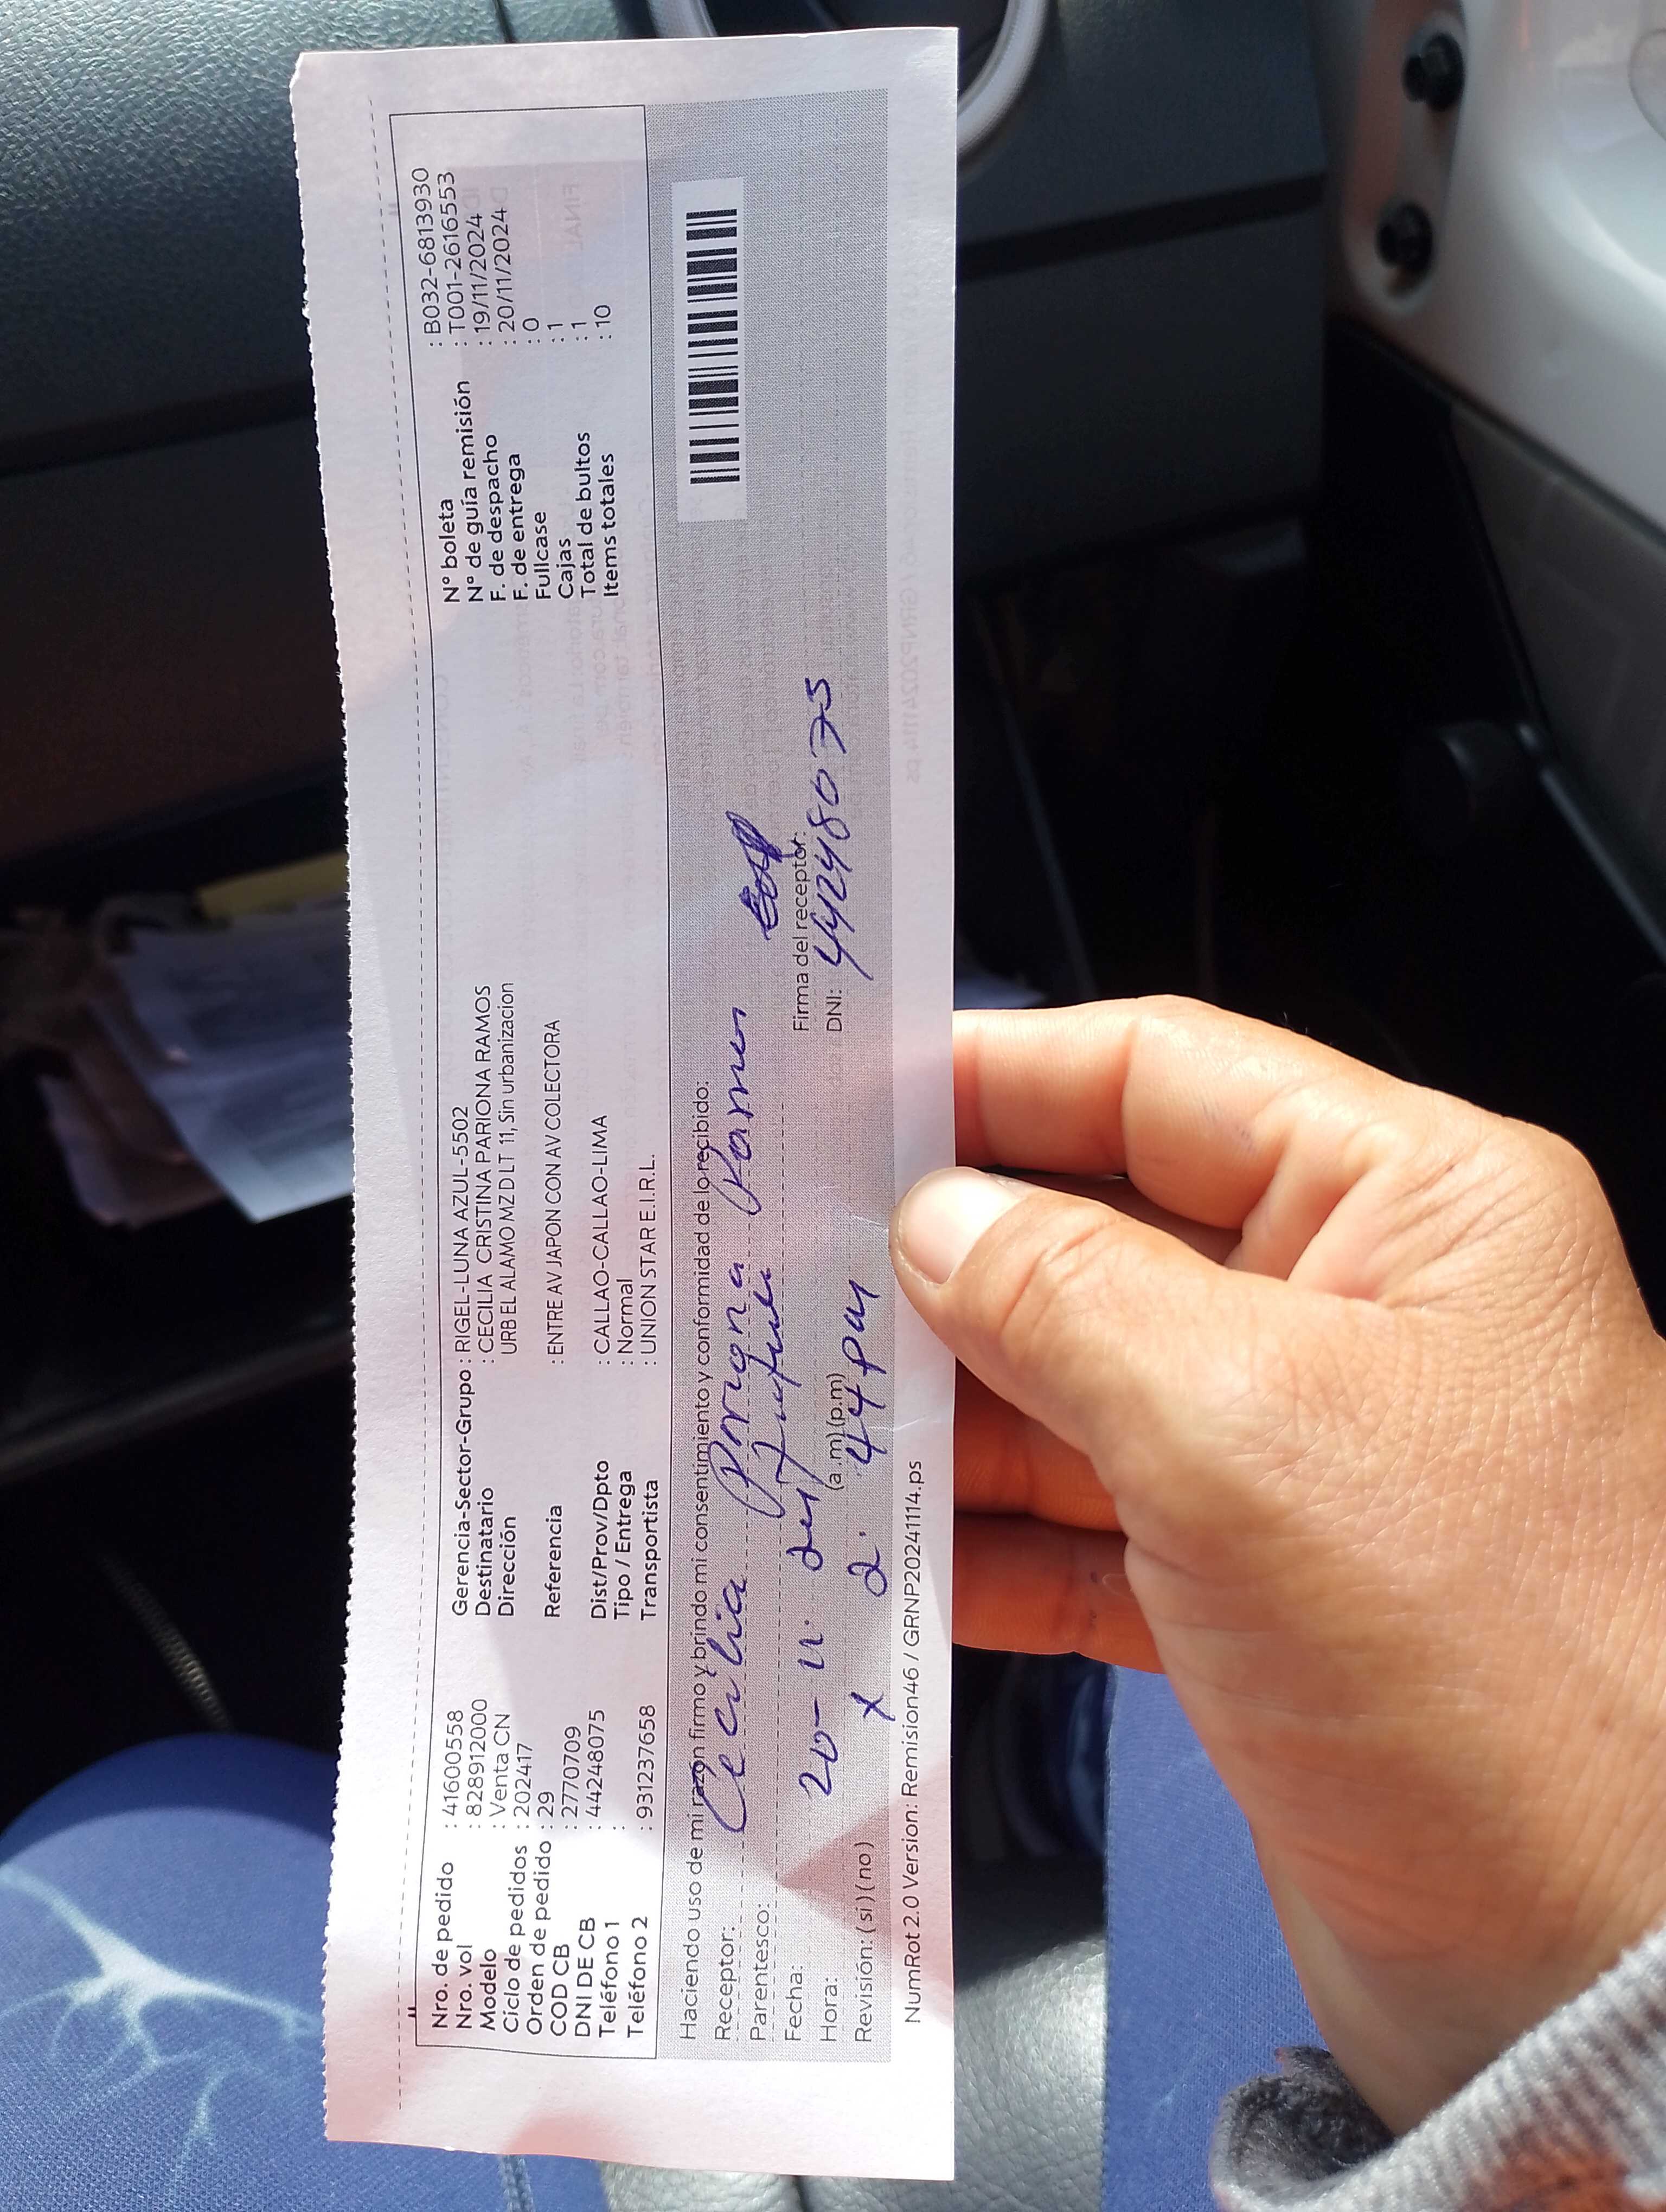 Nro. de pedido : 41600558
Nro. vol : 828912000
Modelo : Venta CN
Ciclo de pedidos : 202417
Orden de pedido : 29
COD CB : 2770709
DNI DE CB : 44248075
Teléfono 1 :
Teléfono 2 : 931237658
Gerencia-Sector-Grupo : RIGEL-LUNA AZUL-5502
Destinatario : CECILIA CRISTINA PARIONA RAMOS
Dirección URB EL ALAMO MZ D LT 11, Sin urbanizacion
Referencia : ENTRE AV JAPON CON AV COLECTORA
Dist/Prov/Dpto : CALLAO-CALLAO-LIMA
Tipo / Entrega : Normal
Transportista : UNION STAR E.I.R.L.
N° boleta : B032-6813930
N° de guía remisión : T001-2616553
F. de despacho : 19/11/2024
F. de entrega : 20/11/2024
Fullcase : 0
Cajas : 1
Total de bultos : 1
Items totales : 10
Haciendo uso de mi razón firmo y brindo mi consentimiento y conformidad de lo recibido:
Receptor: Cecilia Pariona Ramos
Parentesco:
Fecha: 20-11-24
Hora: (a.m) (p.m) 2:44 pm
Revisión: (si) (no) X
Firma del receptor:
DNI: 44248075
NumRot 2.0 Version: Remision46 / GRNP20241114.ps